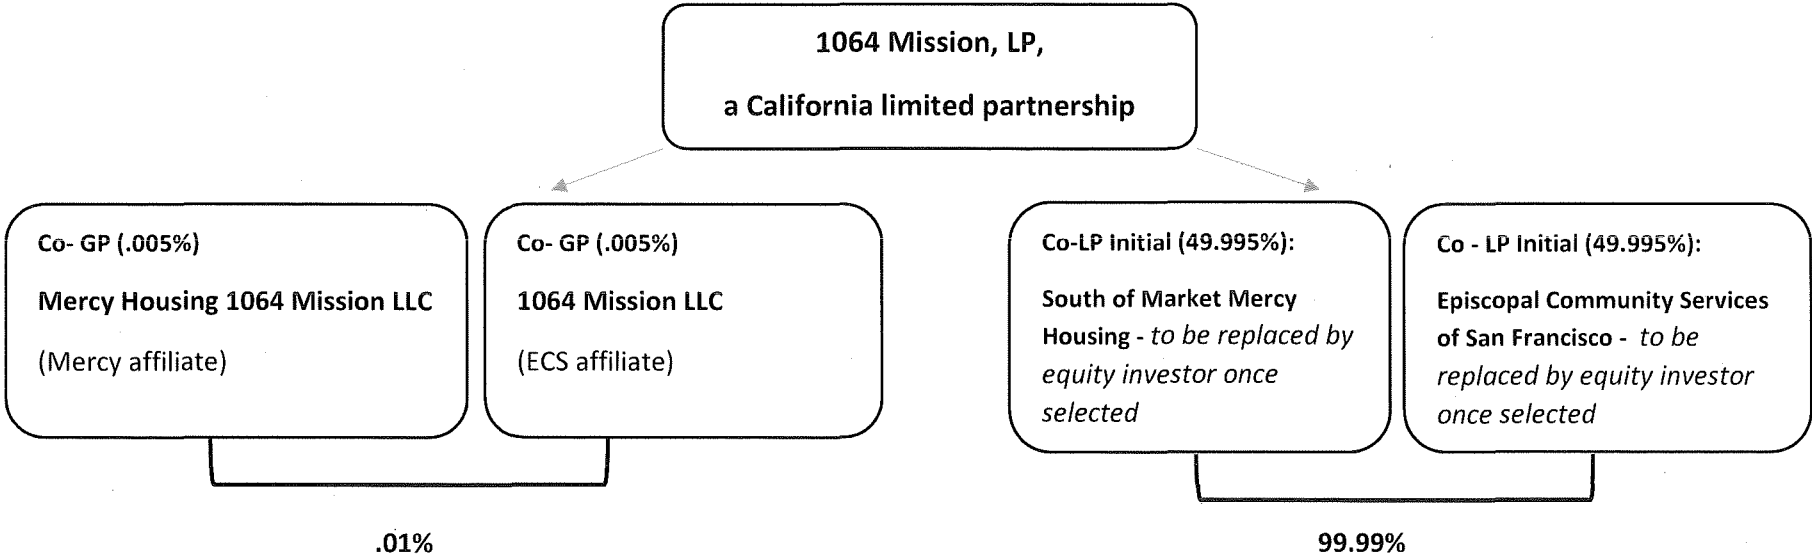 1064 Mission, LP,
a California limited partnership
Co- GP (.005%)
Mercy Housing 1064 Mission LLC
(Mercy affiliate)
Co- GP (.005%)
1064 Mission LLC
(ECS affiliate)
Co-LP Initial (49.995%):
South of Market Mercy
Housing - to be replaced by
equity investor once
selected
Co - LP Initial (49.995%):
Episcopal Community Services
of San Francisco - to be
replaced by equity investor
once selected
.01%
99.99%